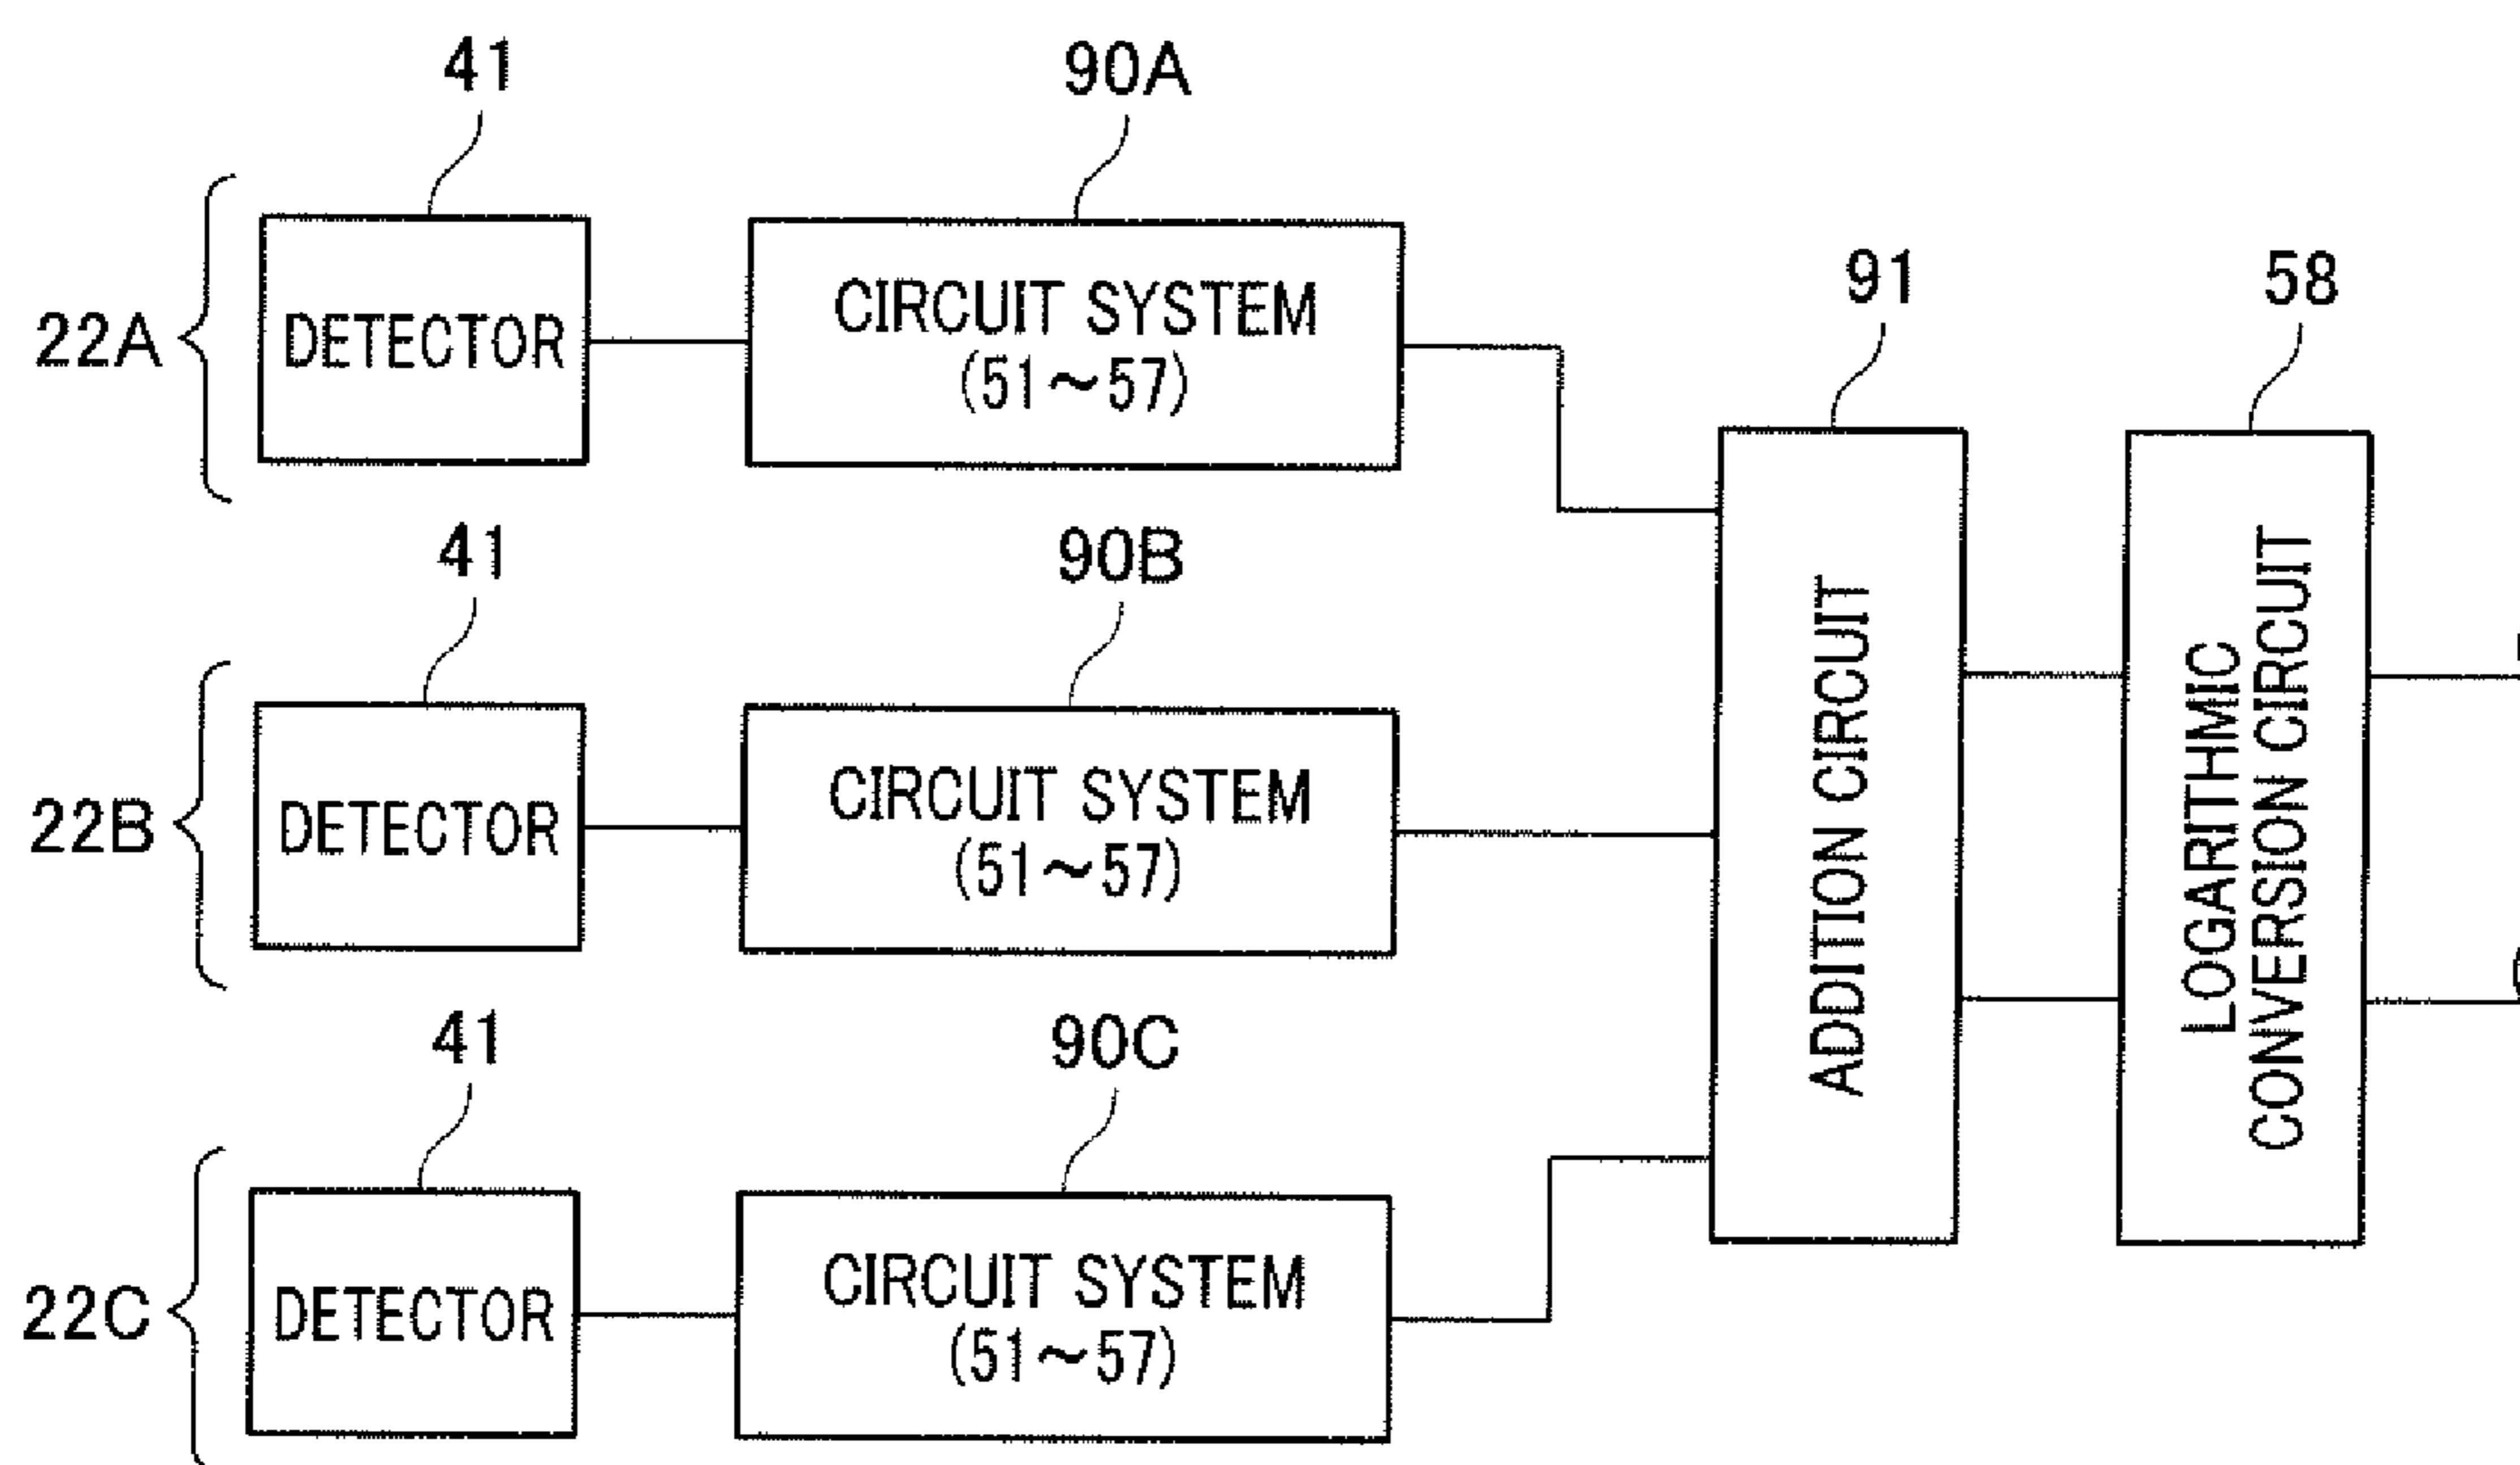 41
90A
22A
DETECTOR
CIRCUIT SYSTEM
(51~57)
91
58
41
90B
22B
DETECTOR
CIRCUIT SYSTEM
(51~57)
ADDITION CIRCUIT
LOGARITHMIC
CONVERSION CIRCUIT
41
90C
22C
DETECTOR
CIRCUIT SYSTEM
(51~57)